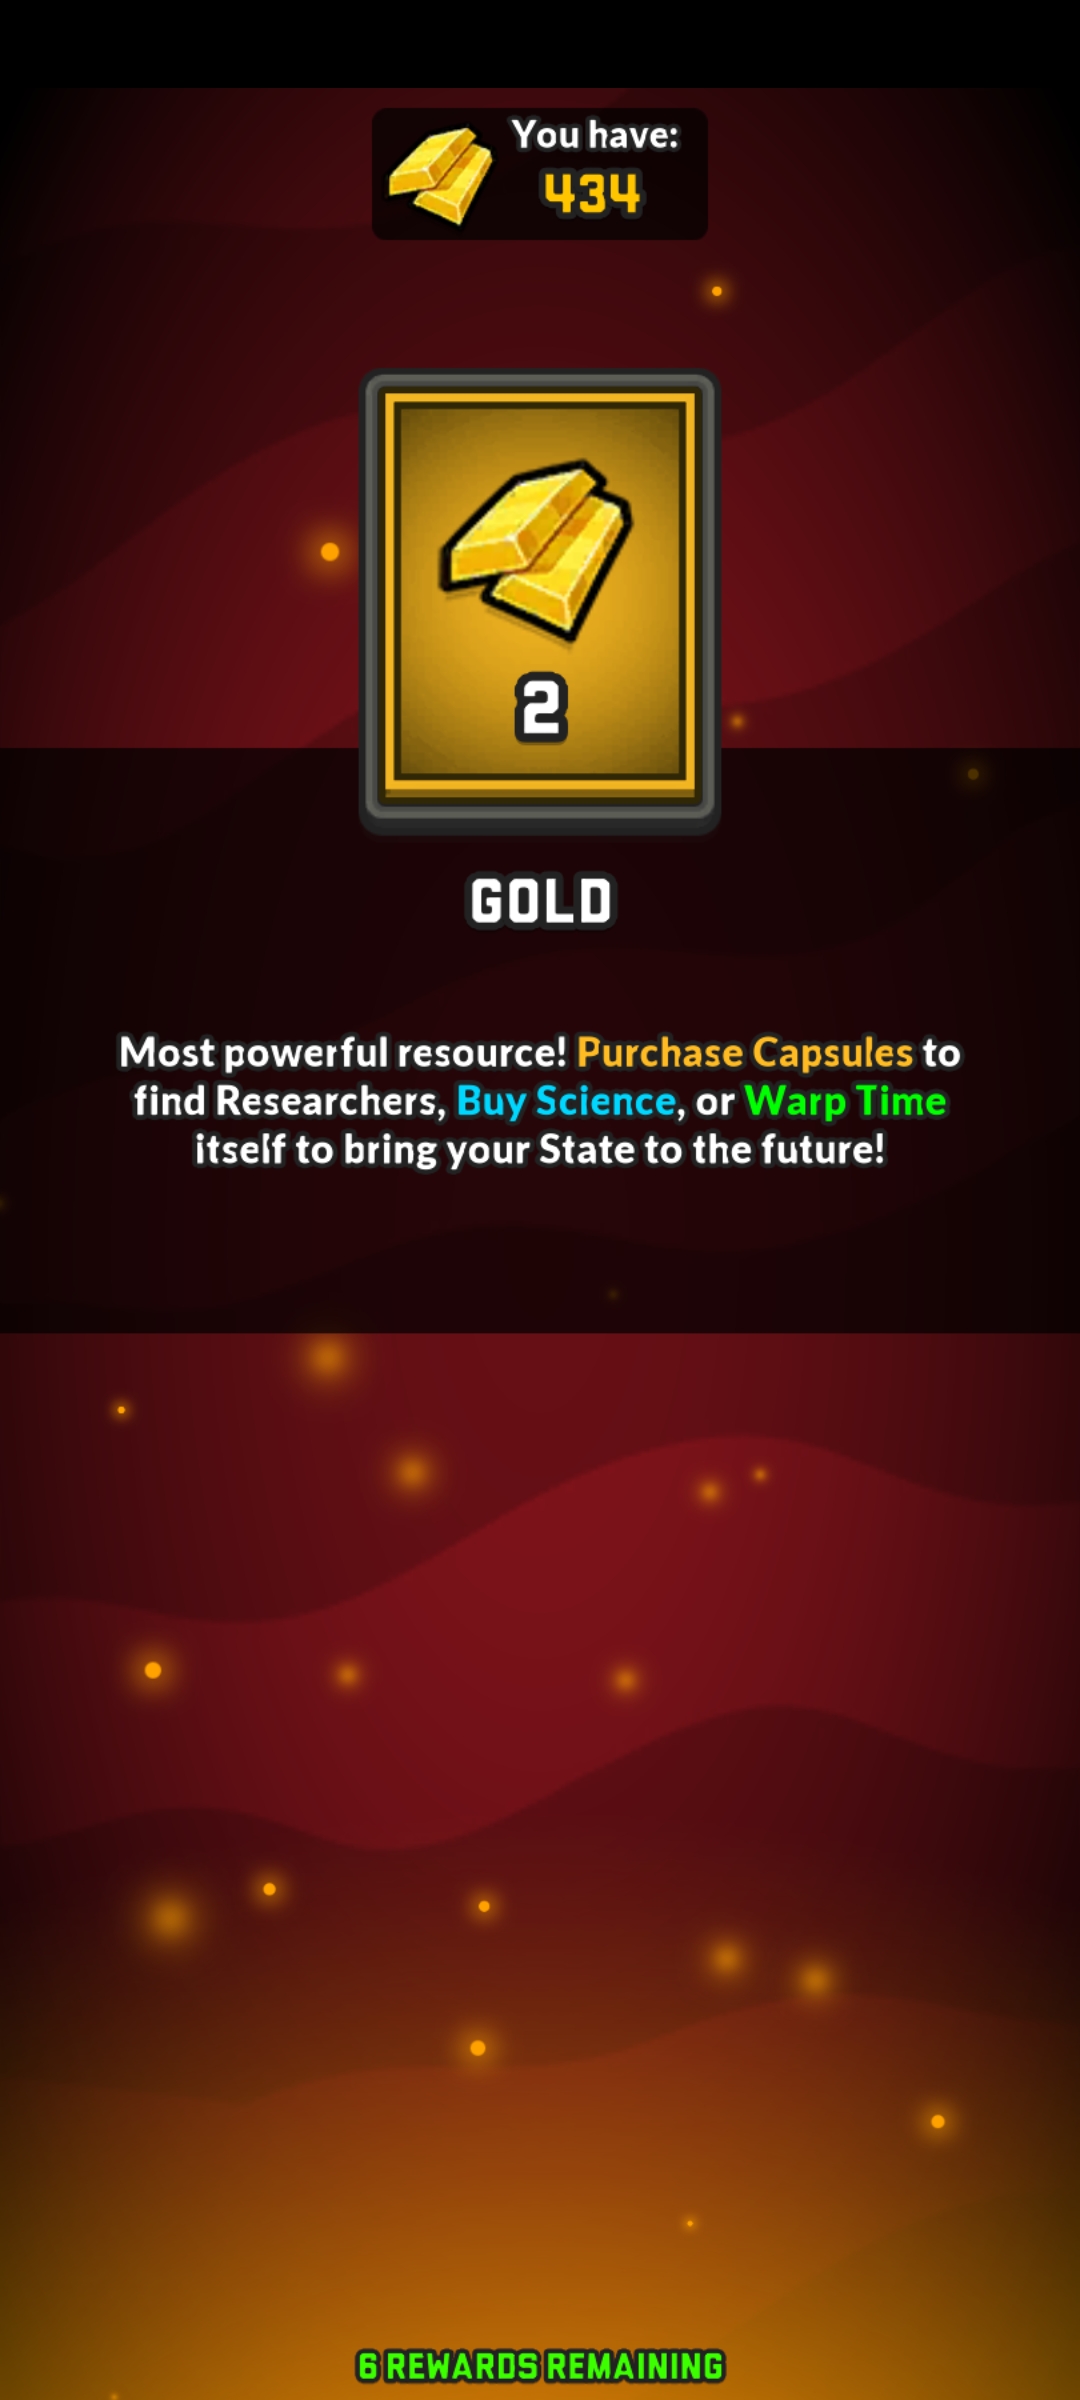 You have:
434
2
GOLD
Most powerful resource! Purchase Capsules to
find Researchers, Buy Science, or Warp Time
itself to bring your State to the future!
6 REWARDS REMAINING